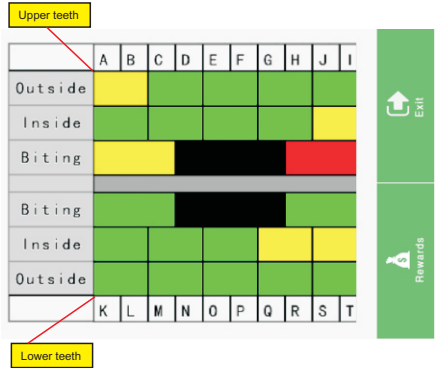 Upper teeth
A B C D E F G H J I
Outside
Inside
Biting
Biting
Inside
Outside
K L M N O P Q R S T
Lower teeth
Exit
Rewards